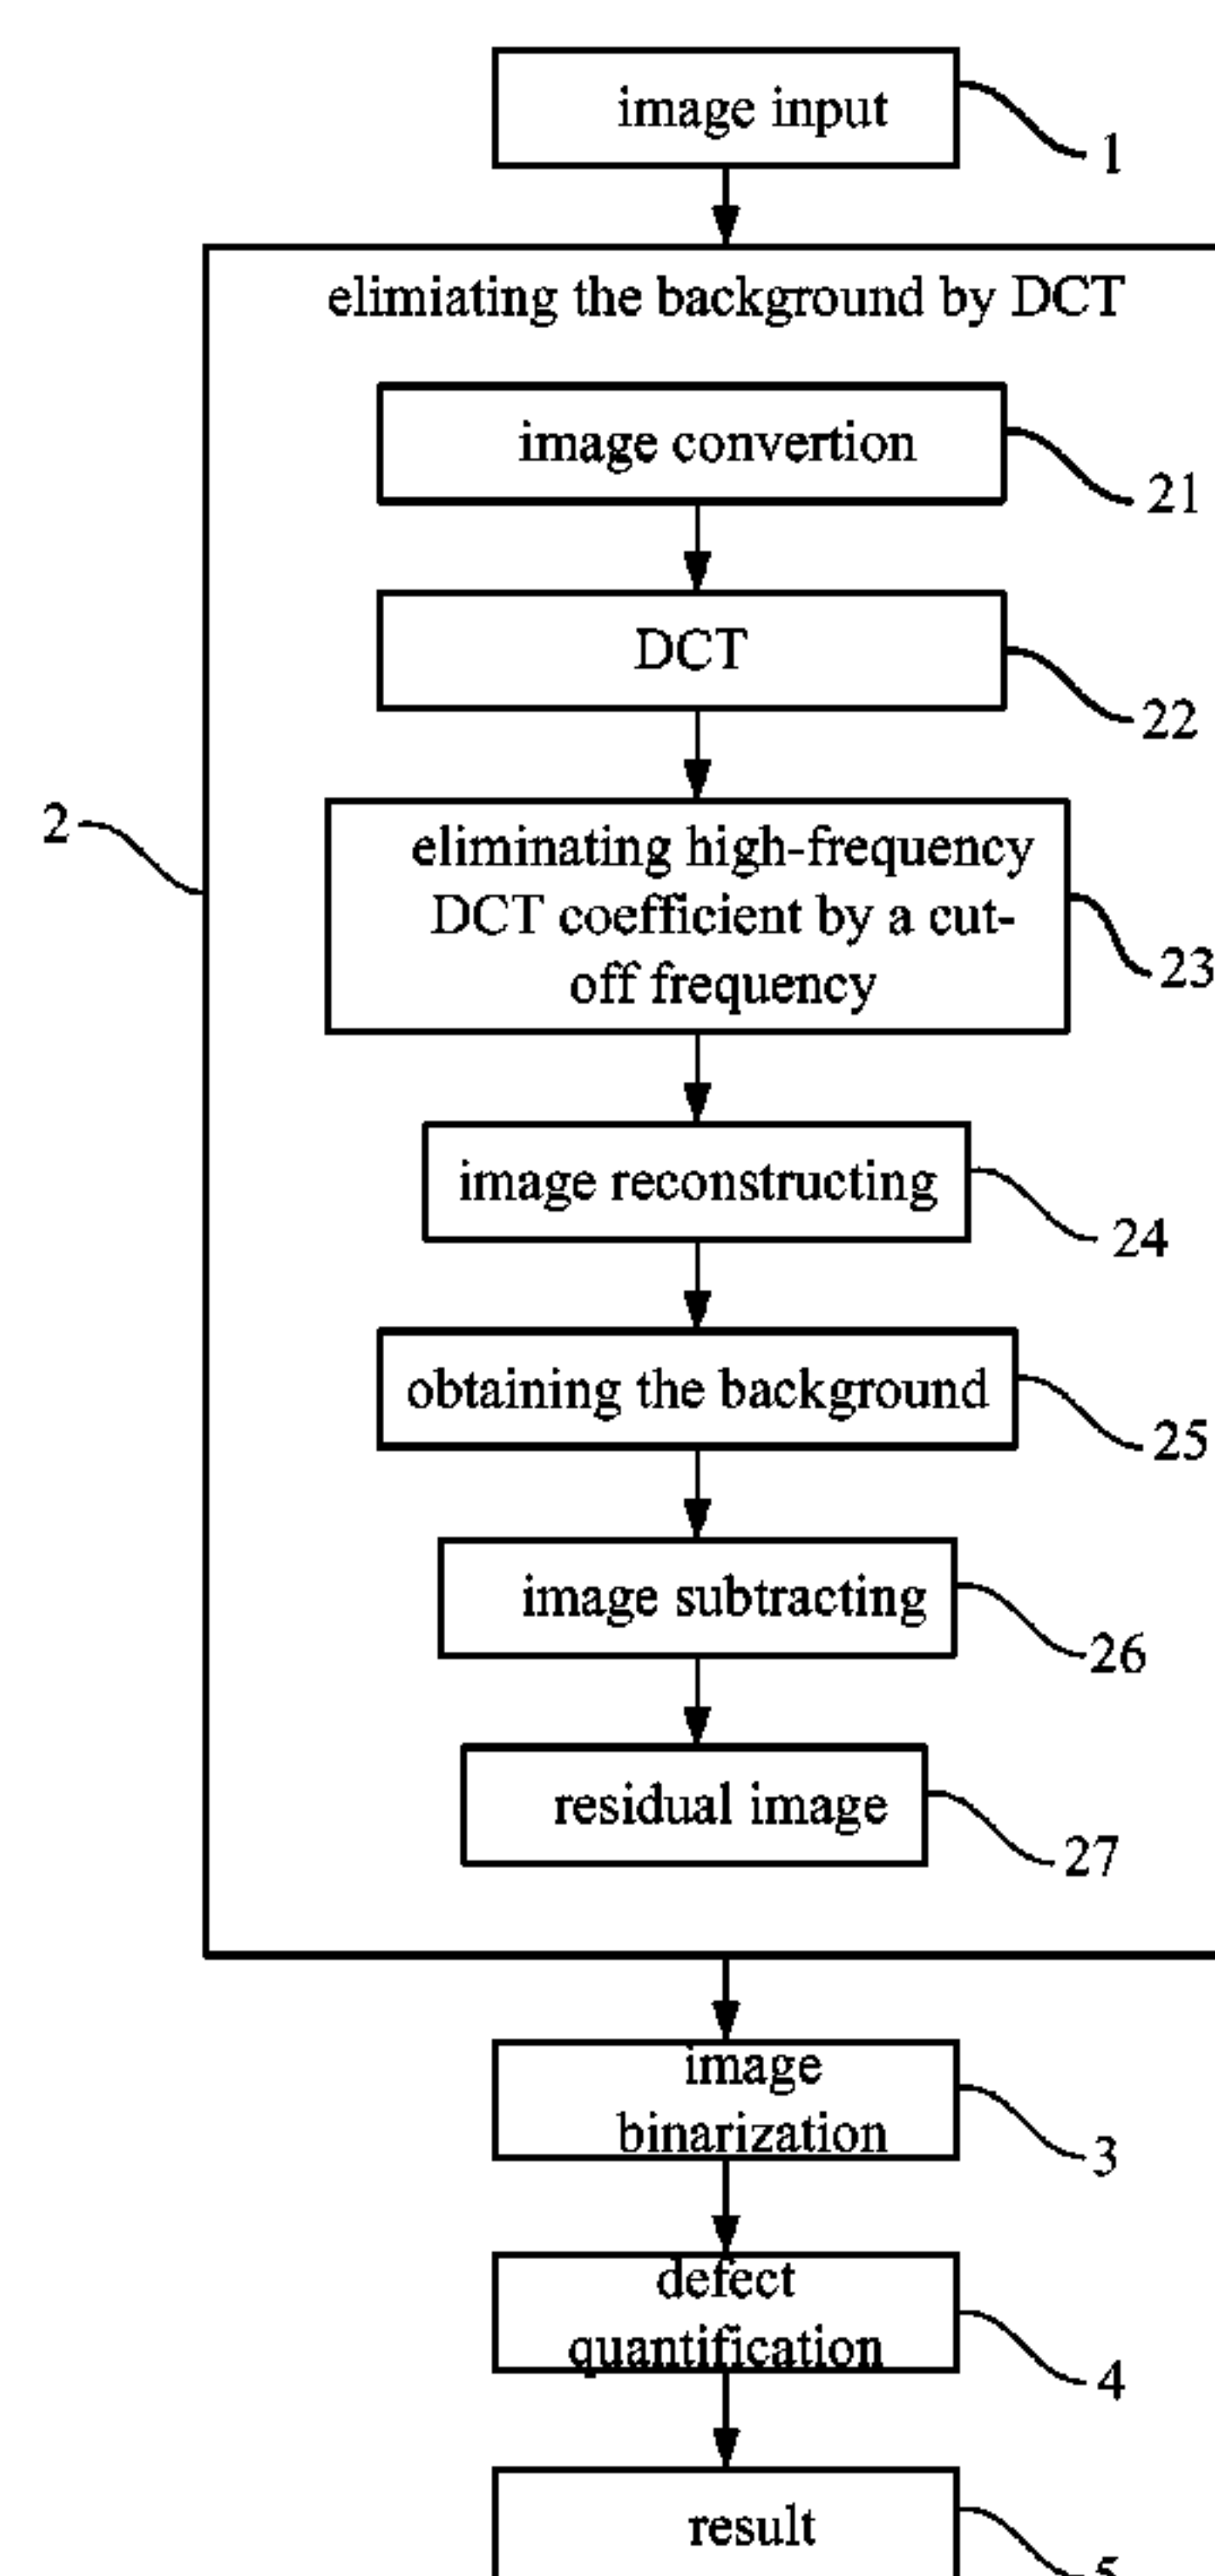 image input
1
elimiating the background by DCT
image convertion
21
DCT
22
2
eliminating high-frequency
DCT coefficient by a cut-
off frequency
23
image reconstructing
24
obtaining the background
25
image subtracting
26
residual image
27
image
binarization
3
defect
quantification
4
result
5